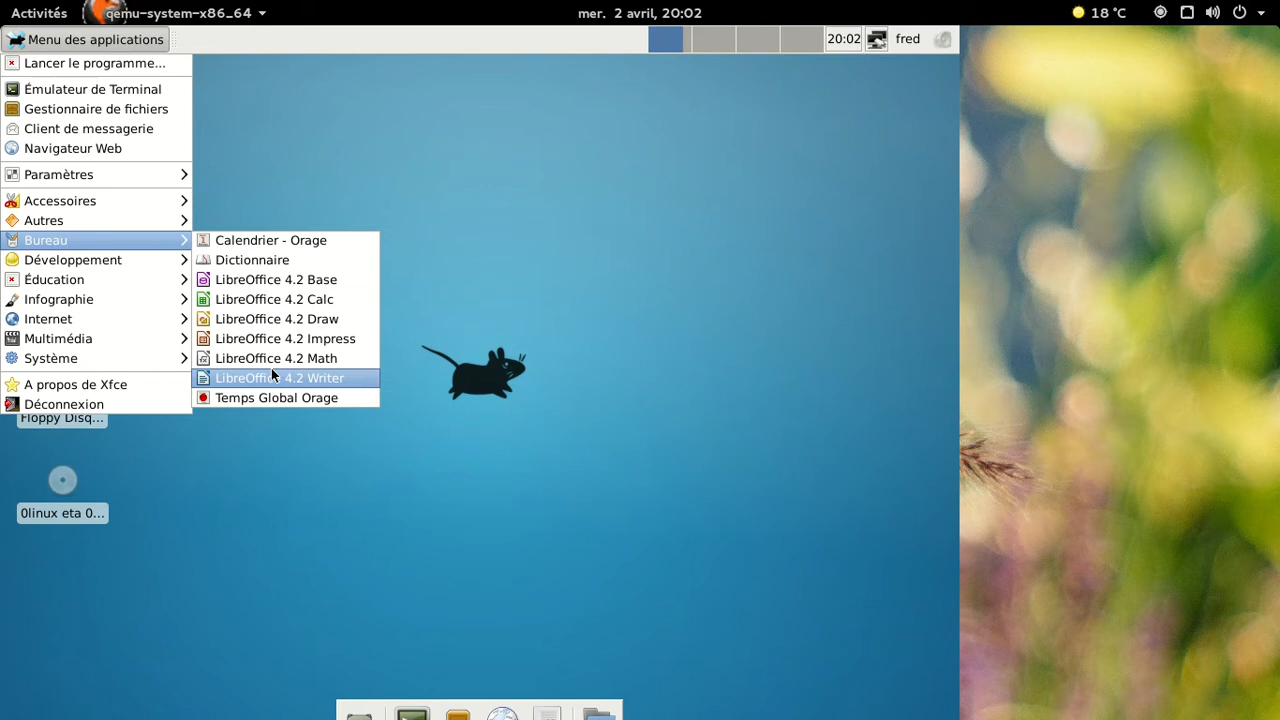 Activités
qemu-system-x86_64
mer. 2 avril, 20:02
18 °C
Menu des applications
20:02
fred
Lancer le programme...
Émulateur de Terminal
Gestionnaire de fichiers
Client de messagerie
Navigateur Web
Paramètres
Accessoires
Autres
Bureau
Développement
Éducation
Infographie
Internet
Multimédia
Système
A propos de Xfce
Déconnexion
Calendrier - Orage
Dictionnaire
LibreOffice 4.2 Base
LibreOffice 4.2 Calc
LibreOffice 4.2 Draw
LibreOffice 4.2 Impress
LibreOffice 4.2 Math
LibreOffice 4.2 Writer
Temps Global Orage
Floppy Disq...
0linux eta 0...